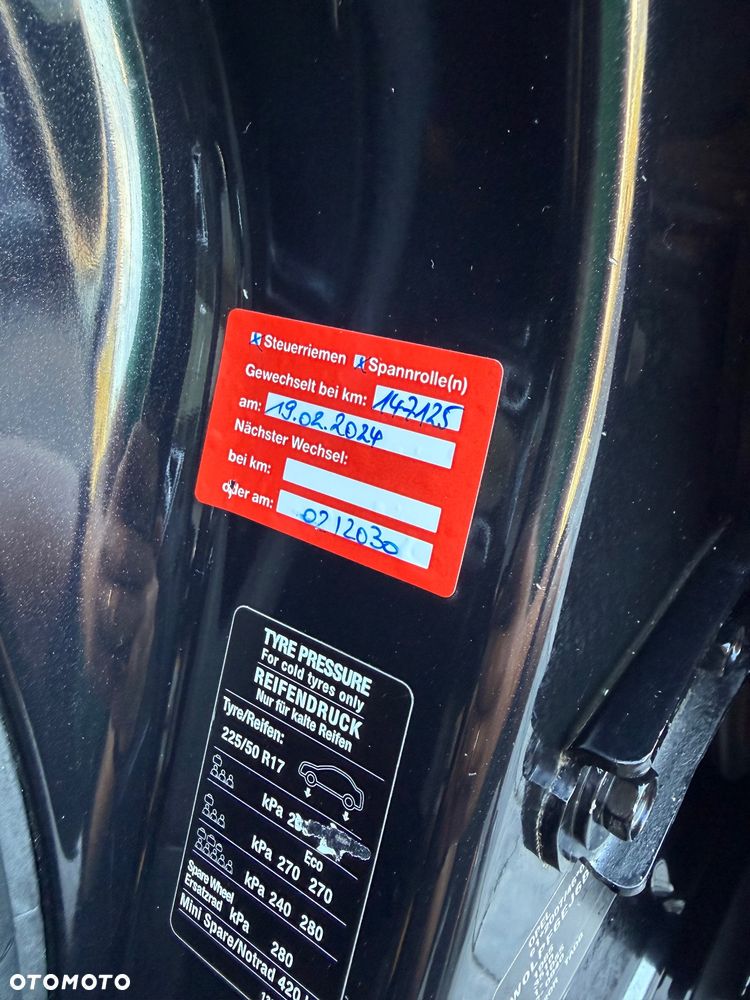 Steuerriemen Spannrolle(n)
Gewechselt bei km: 147125
am: 19.02.2024
Nächster Wechsel:
bei km:
oder am: 02/2030
TYRE PRESSURE
For cold tyres only
REIFENDRUCK
Nur für kalte Reifen
Tyre/Reifen:
225/50 R17
kPa
Eco
kPa 270 270
kPa 240 280
Spare Wheel
Ersatzrad kPa 280
Mini Spare/Notrad 420
OTOMOTO